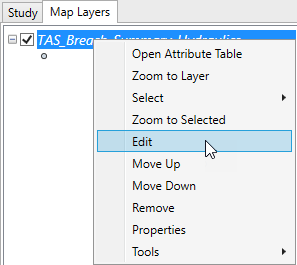 Study
Map Layers
TAS_Breach_Summary_Hydraulics
Open Attribute Table
Zoom to Layer
Select
Zoom to Selected
Edit
Move Up
Move Down
Remove
Properties
Tools